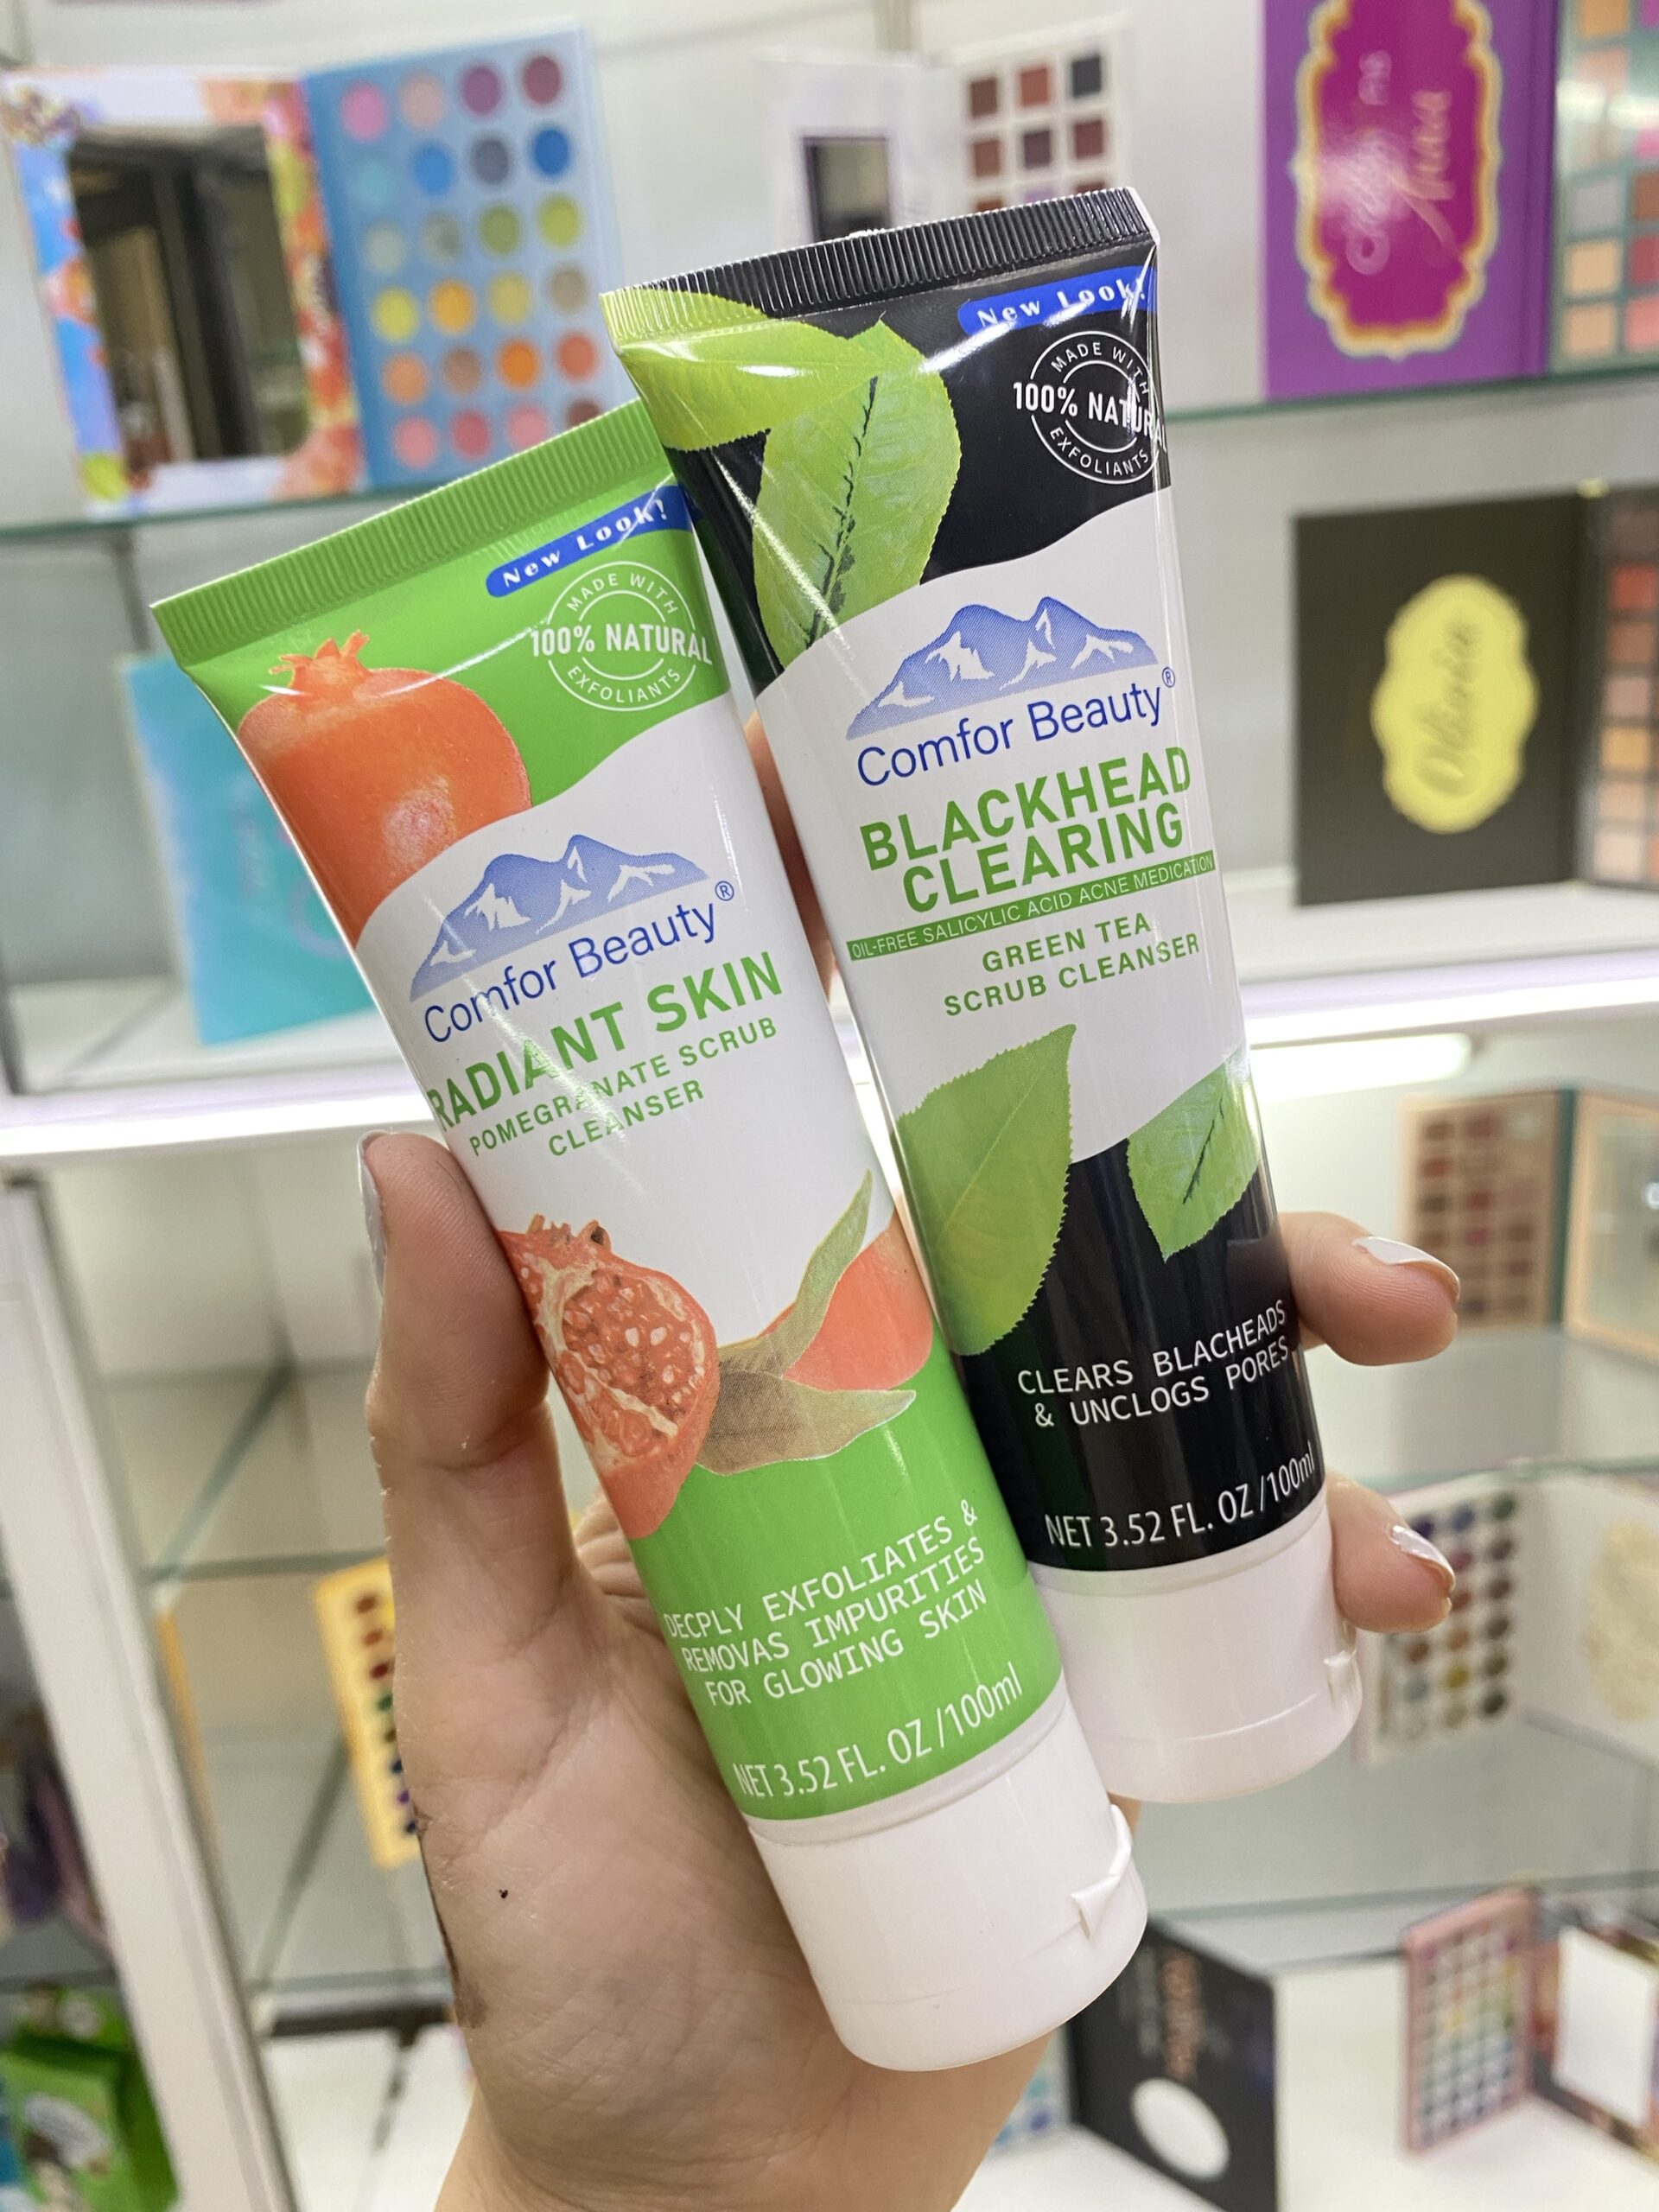 New Look!
MADE WITH
100% NATURAL
EXFOLIANTS
Comfor Beauty®
RADIANT SKIN
POMEGRANATE SCRUB
CLEANSER
DECPLY EXFOLIATES &
REMOVAS IMPURITIES
FOR GLOWING SKIN
NET 3.52 FL. OZ /100ml
New Look!
MADE WITH
100% NATURAL
EXFOLIANTS
Comfor Beauty®
BLACKHEAD
CLEARING
OIL-FREE SALICYLIC ACID ACNE MEDICATION
GREEN TEA
SCRUB CLEANSER
CLEARS BLACHEADS
& UNCLOGS PORES
NET 3.52 FL. OZ /100ml
Olivia